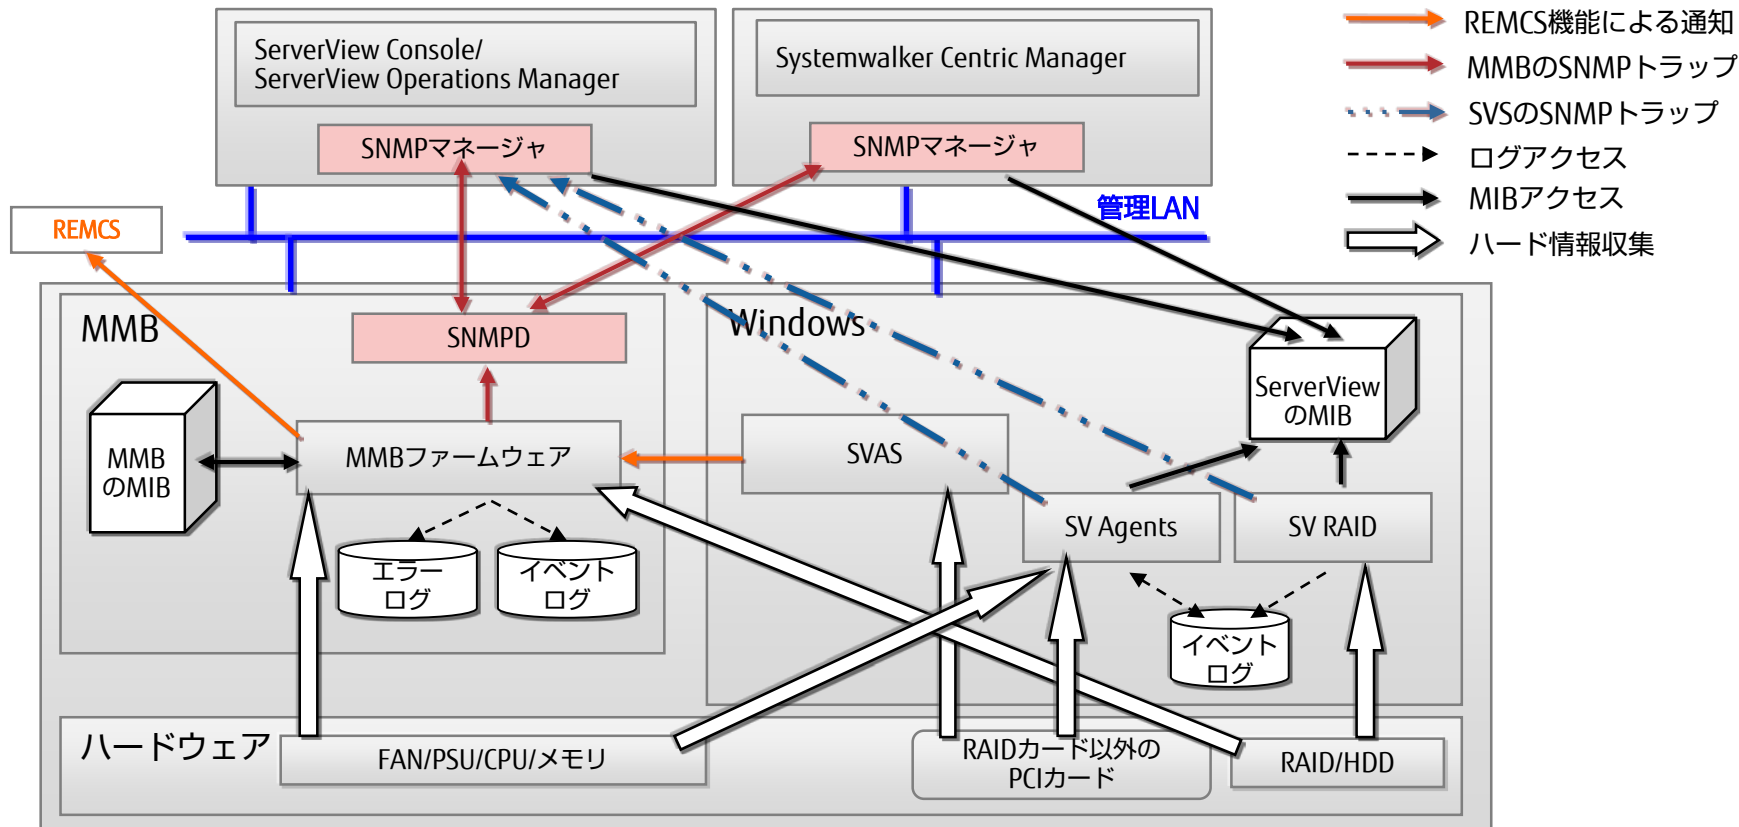 ServerView Console/
ServerView Operations Manager
Systemwalker Centric Manager
SNMPマネージャ
SNMPマネージャ
REMCS機能による通知
MMBのSNMPトラップ
SVSのSNMPトラップ
ログアクセス
MIBアクセス
ハード情報収集
管理LAN
REMCS
MMB
SNMPD
Windows
MMB
のMIB
MMBファームウェア
エラー
ログ
イベント
ログ
SVAS
SV Agents
SV RAID
ServerView
のMIB
イベント
ログ
ハードウェア
FAN/PSU/CPU/メモリ
RAIDカード以外の
PCIカード
RAID/HDD